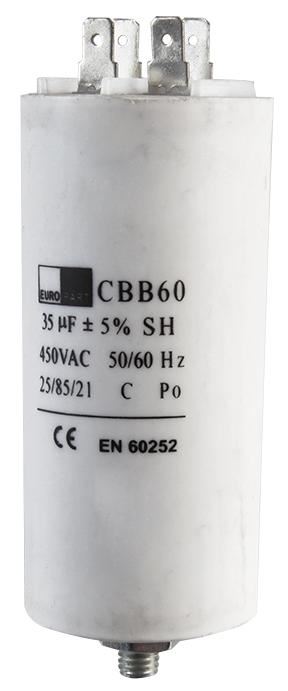 EUROPART CBB60
35 µF ± 5% SH
450VAC 50/60 Hz
25/85/21 C Po
CE EN 60252